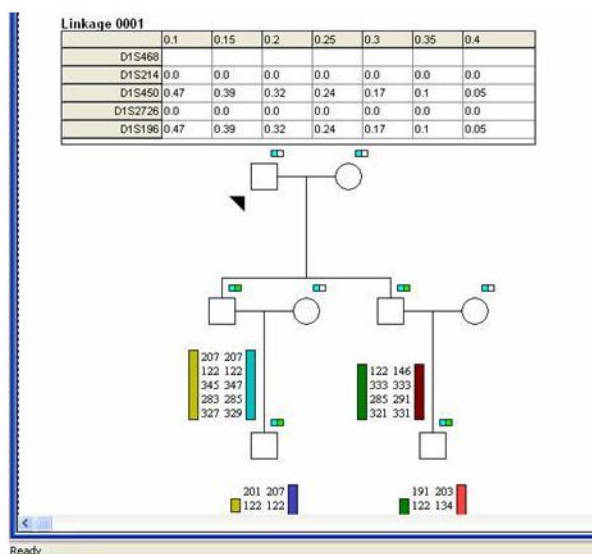 Linkage 0001
0.1 0.15 0.2 0.25 0.3 0.35 0.4
D1S468
D1S214 0.0 0.0 0.0 0.0 0.0 0.0 0.0
D1S450 0.47 0.39 0.32 0.24 0.17 0.1 0.05
D1S2726 0.0 0.0 0.0 0.0 0.0 0.0 0.0
D1S196 0.47 0.39 0.32 0.24 0.17 0.1 0.05
207 207
122 122
345 347
283 285
327 329
122 146
333 333
285 291
321 331
201 207
122 122
191 203
122 134
Ready